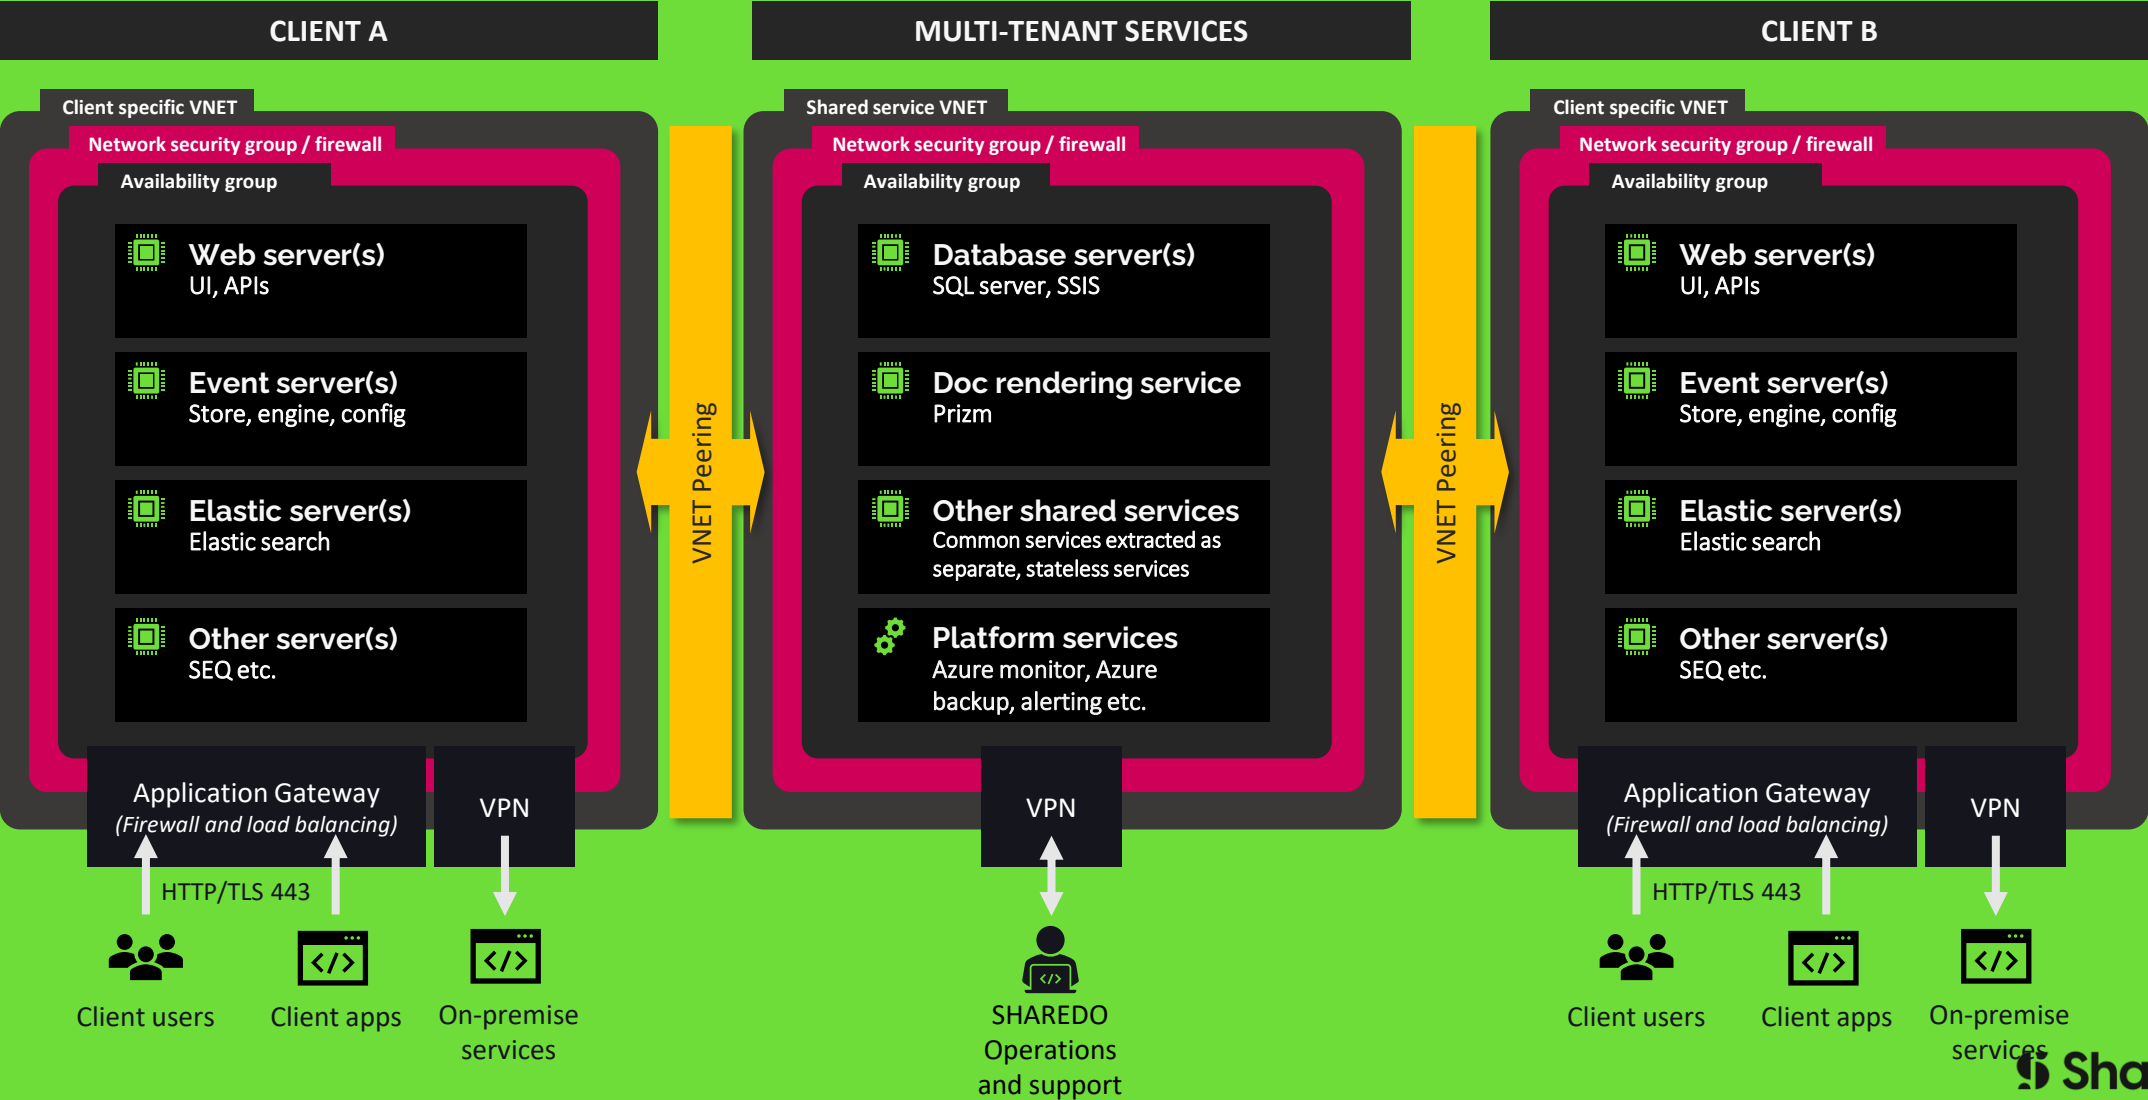 CLIENT A
Client specific VNET
Network security group / firewall
Availability group
Web server(s)
UI, APIs
Event server(s)
Store, engine, config
Elastic server(s)
Elastic search
Other server(s)
SEQ etc.
Application Gateway
(Firewall and load balancing)
VPN
HTTP/TLS 443
Client users
Client apps
On-premise
services
VNET Peering
MULTI-TENANT SERVICES
Shared service VNET
Network security group / firewall
Availability group
Database server(s)
SQL server, SSIS
Doc rendering service
Prizm
Other shared services
Common services extracted as
separate, stateless services
Platform services
Azure monitor, Azure
backup, alerting etc.
VPN
</>
SHAREDO
Operations
and support
VNET Peering
CLIENT B
Client specific VNET
Network security group / firewall
Availability group
Web server(s)
UI, APIs
Event server(s)
Store, engine, config
Elastic server(s)
Elastic search
Other server(s)
SEQ etc.
Application Gateway
(Firewall and load balancing)
VPN
HTTP/TLS 443
Client users
Client apps
On-premise
services
Sha